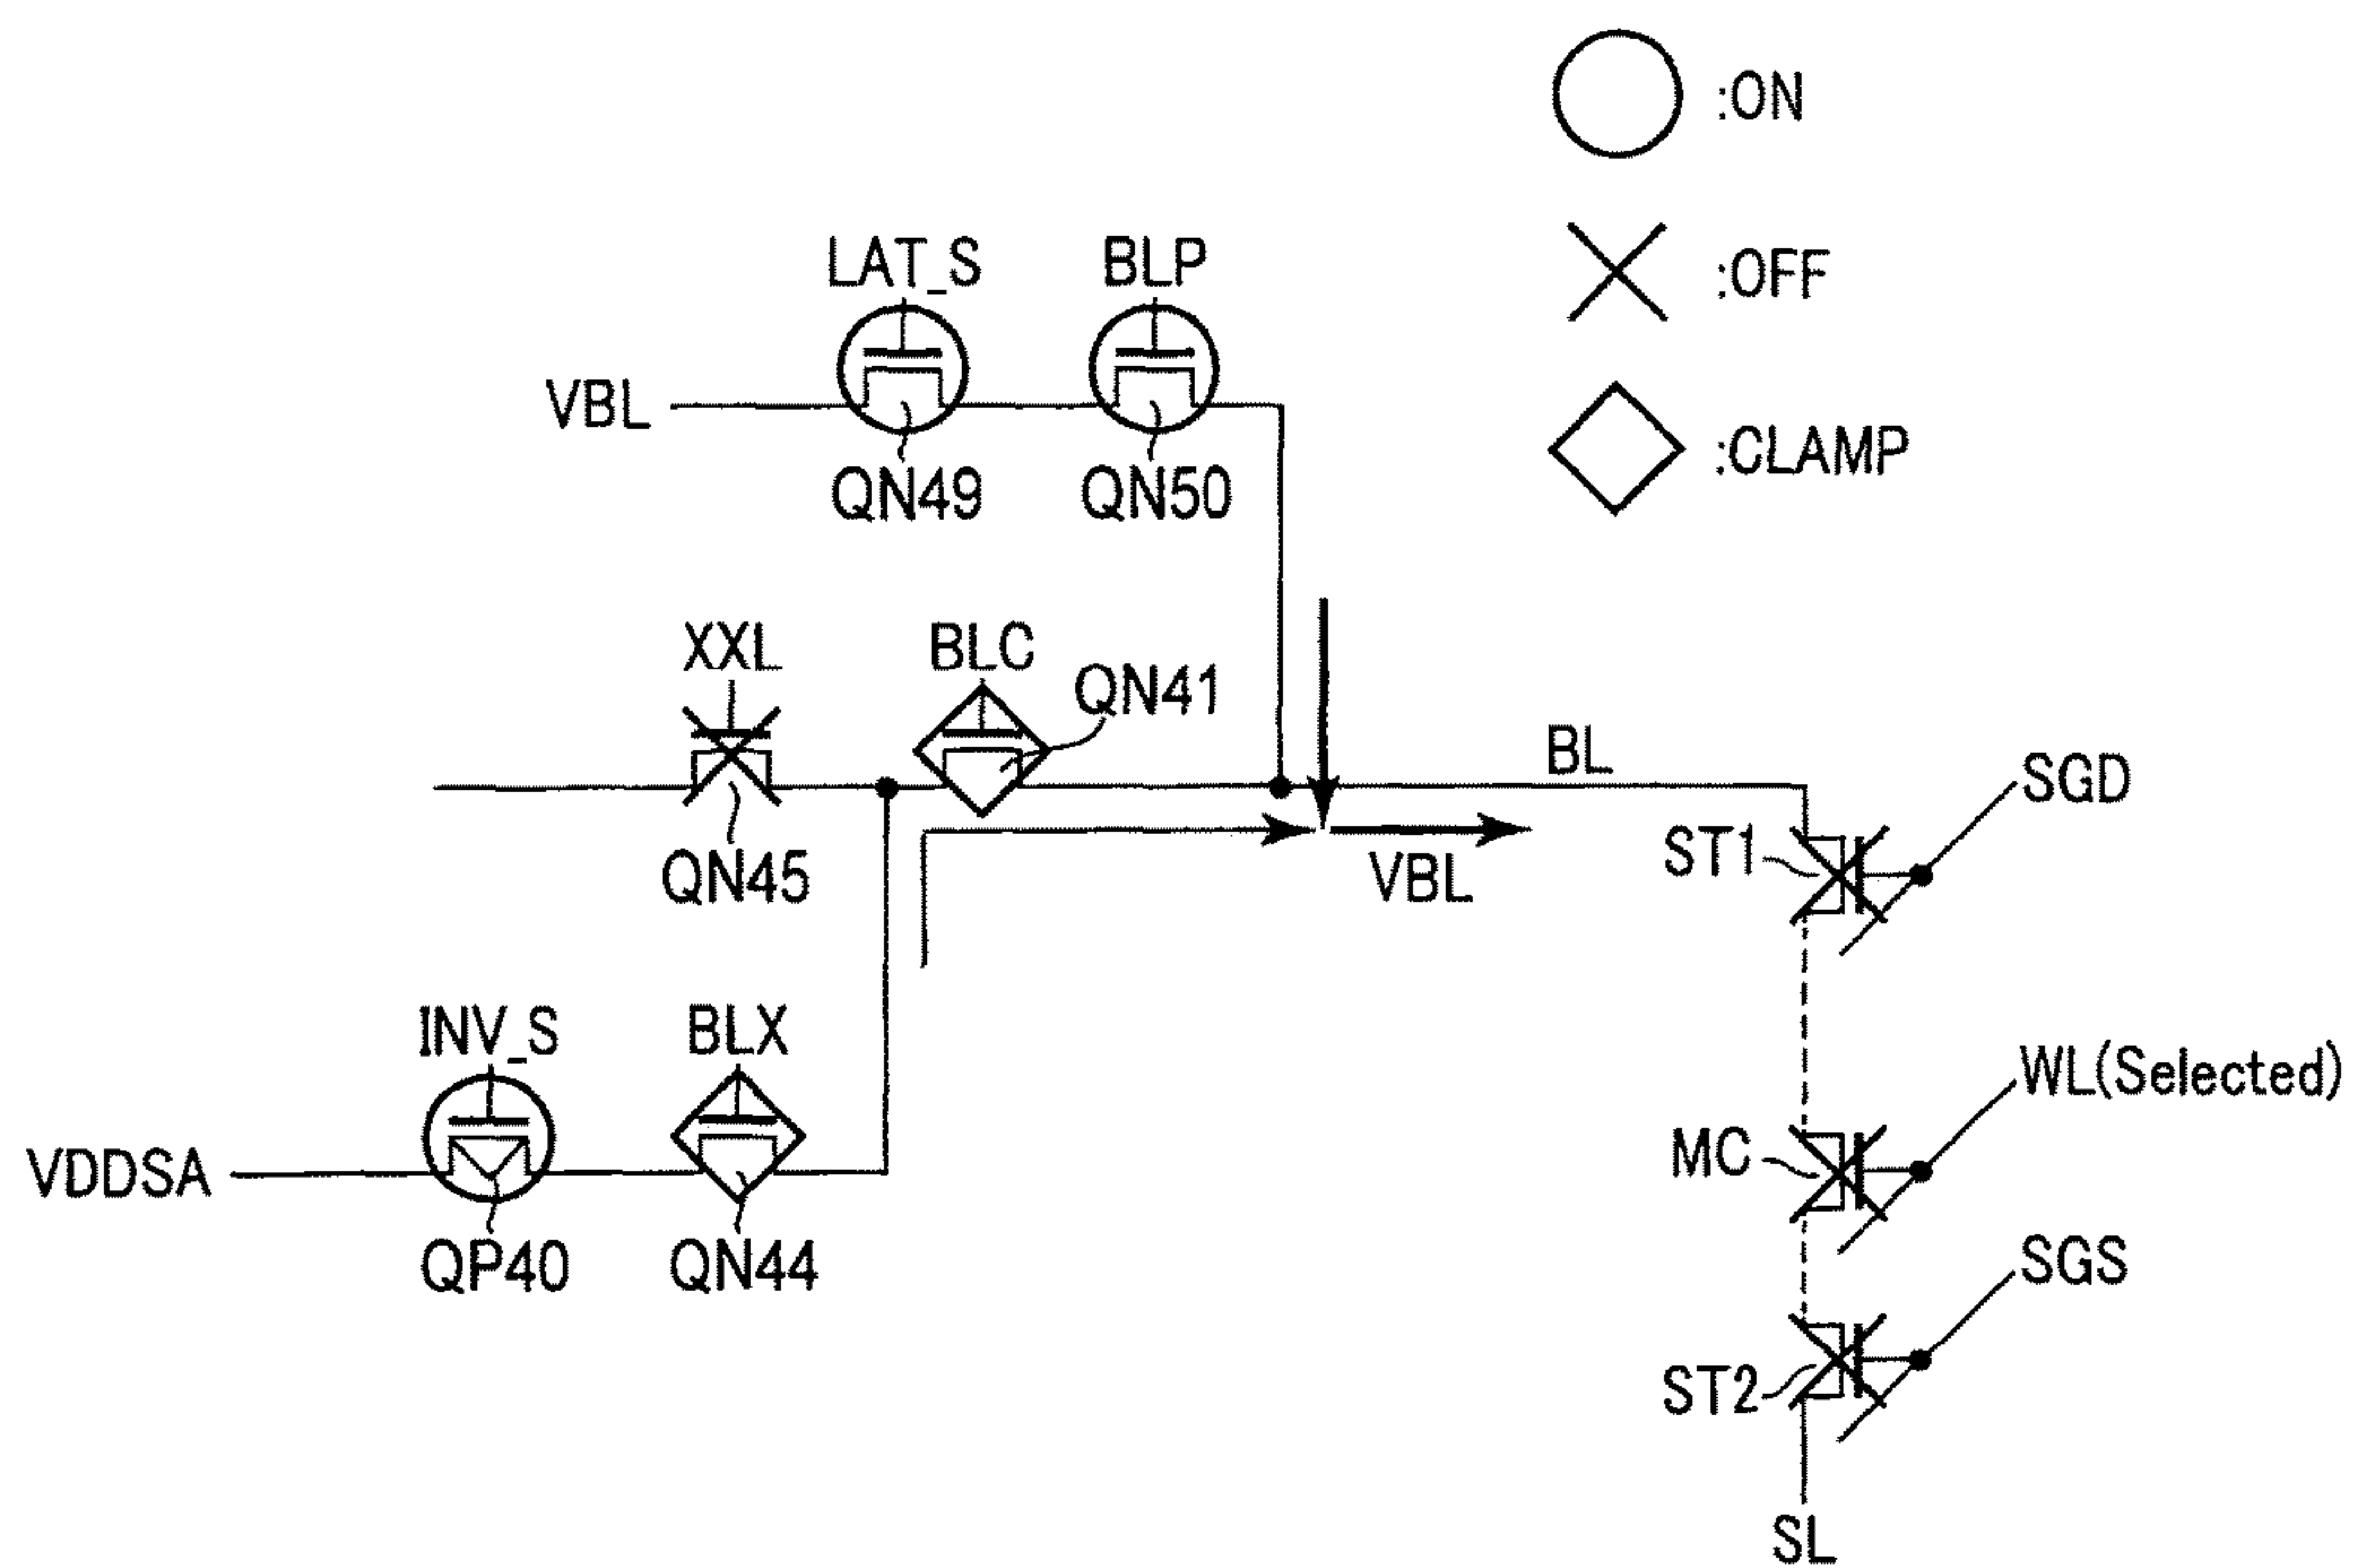 :ON
:OFF
:CLAMP
LAT_S
BLP
VBL
QN49
QN50
XXL
BLC
QN41
QN45
BL
VBL
SGD
ST1
INV_S
BLX
VDDSA
QP40
QN44
WL(Selected)
MC
SGS
ST2
SL